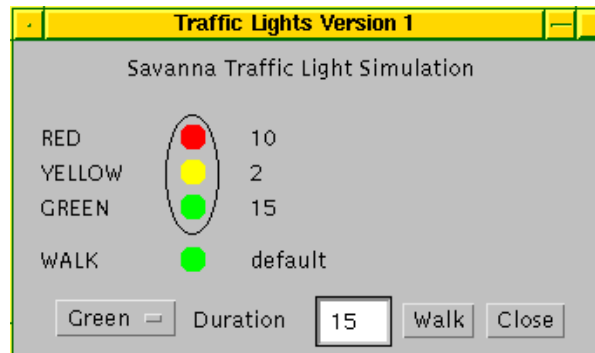 Traffic Lights Version 1
Savanna Traffic Light Simulation
RED 10
YELLOW 2
GREEN 15
WALK default
Green Duration 15 Walk Close